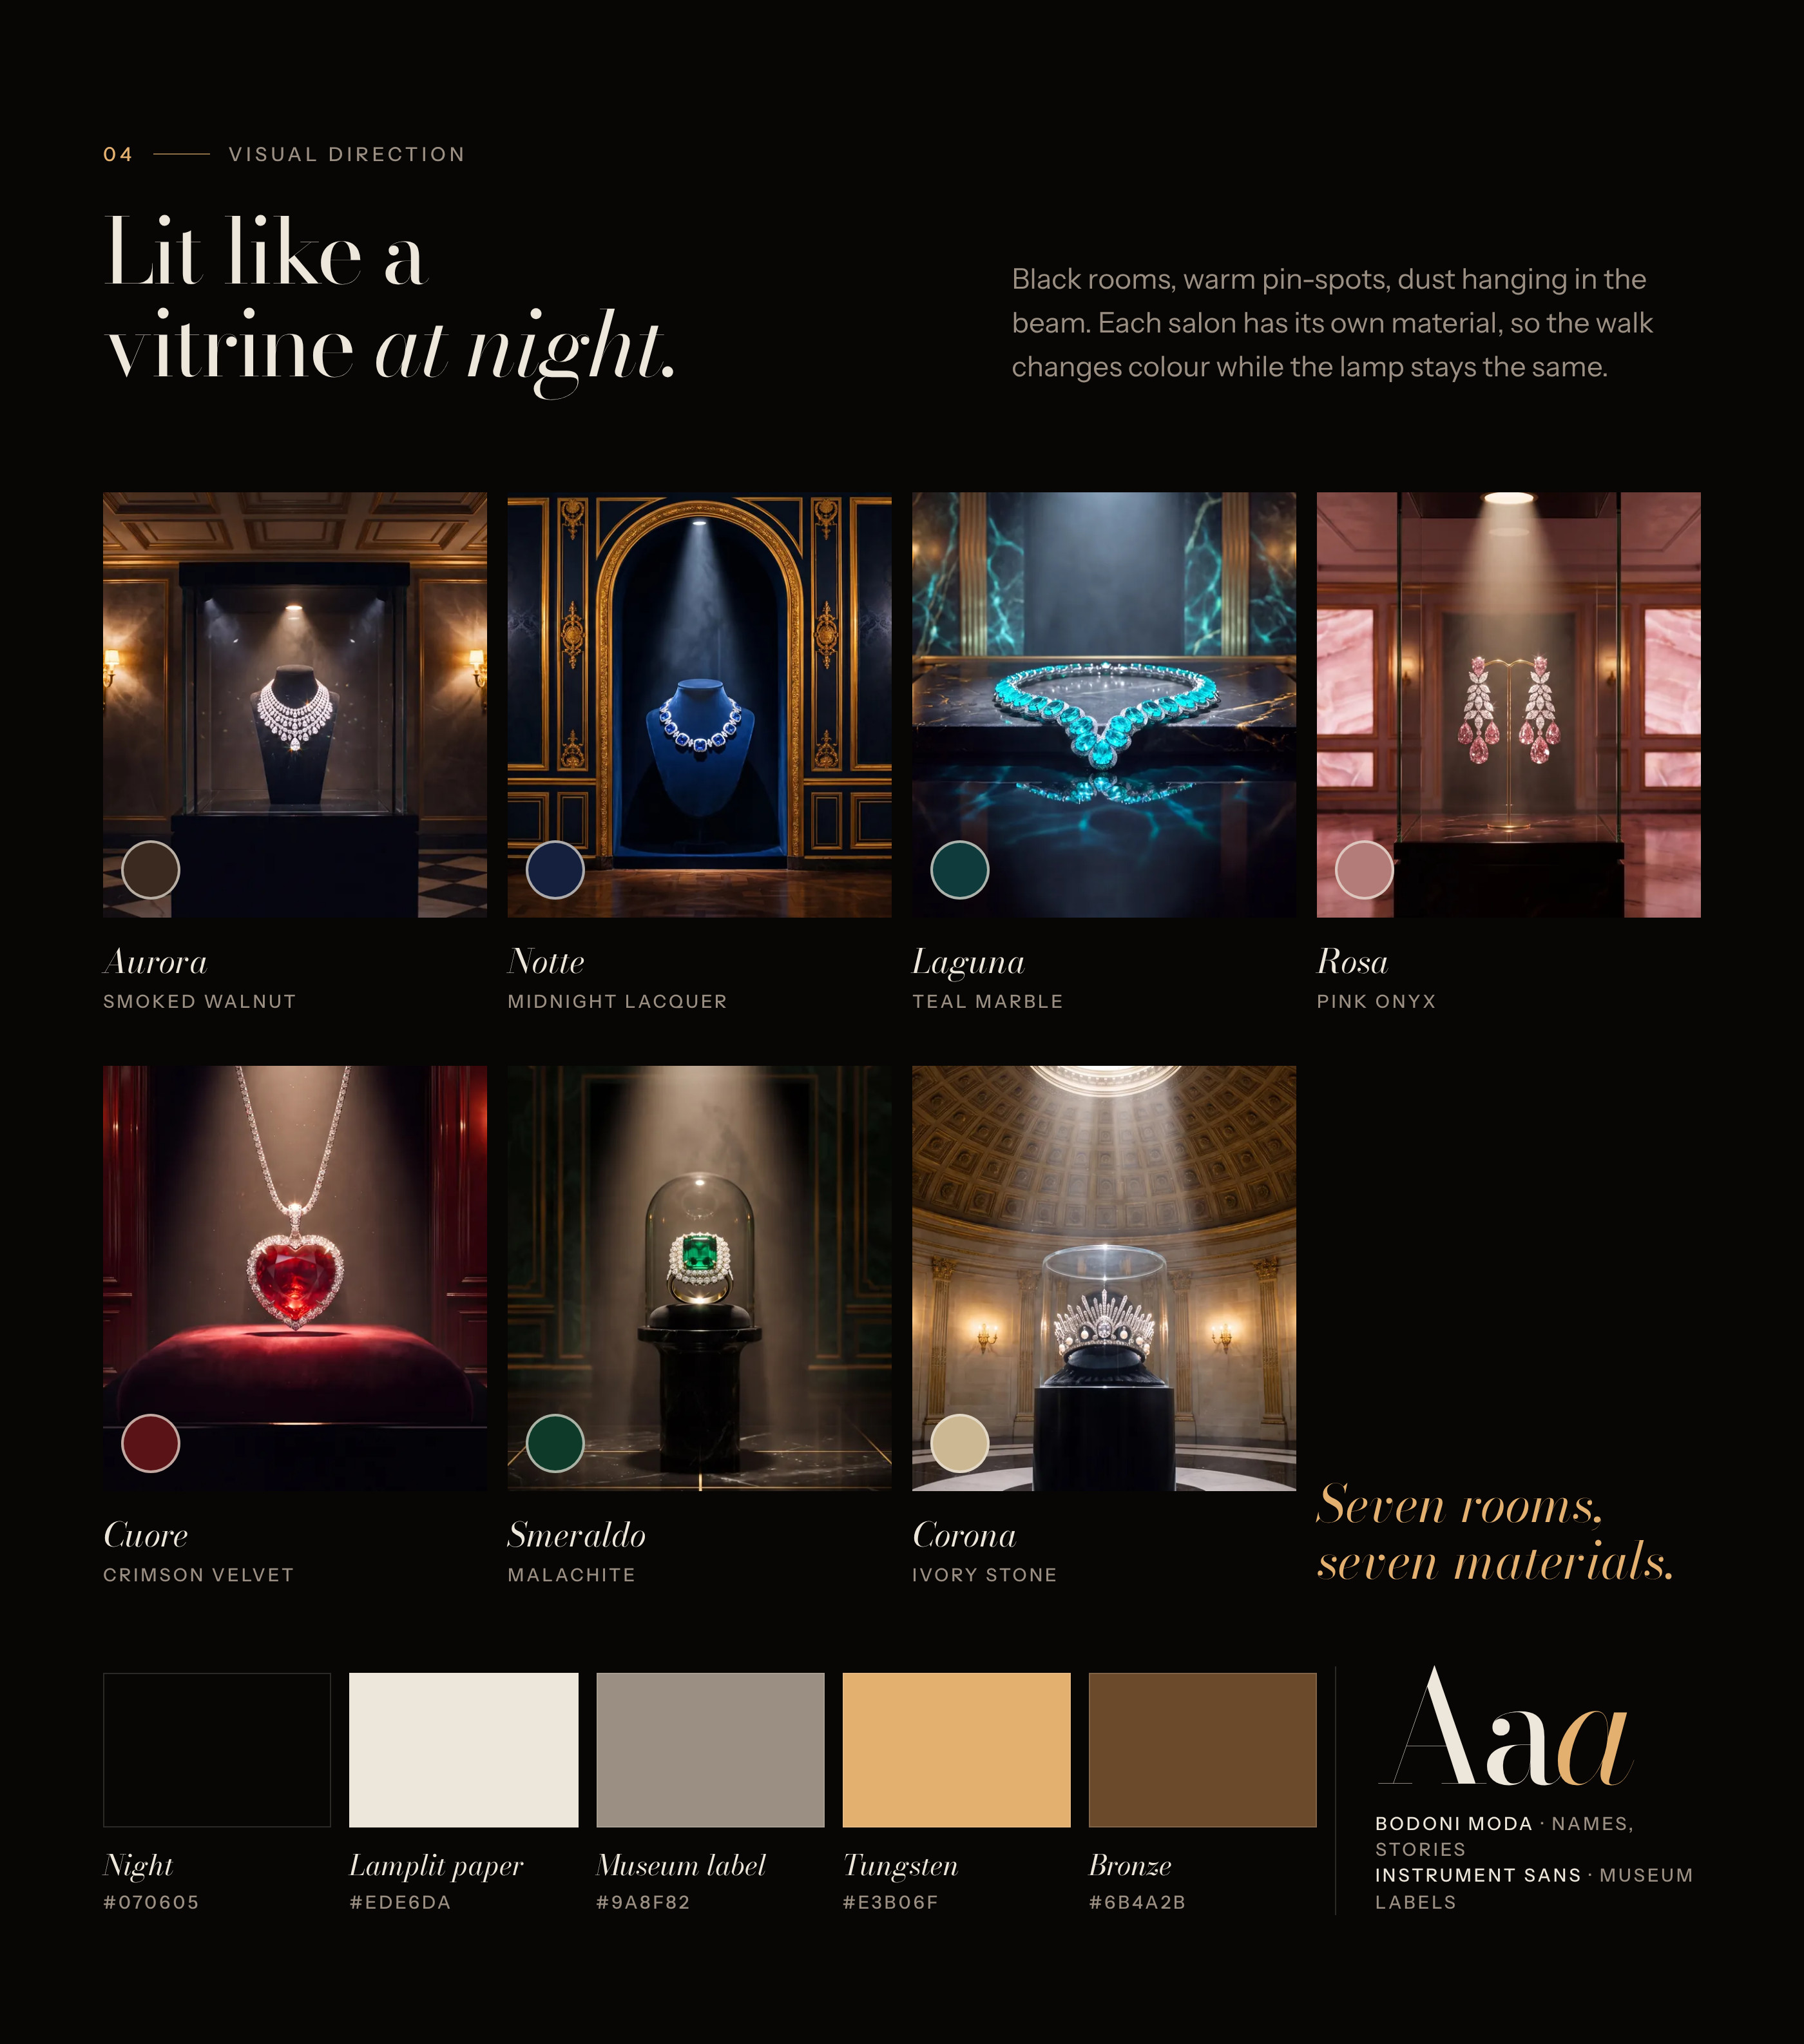 04 VISUAL DIRECTION
Lit like a
vitrine at night.
Black rooms, warm pin-spots, dust hanging in the
beam. Each salon has its own material, so the walk
changes colour while the lamp stays the same.
Aurora
SMOKED WALNUT
Notte
MIDNIGHT LACQUER
Laguna
TEAL MARBLE
Rosa
PINK ONYX
Cuore
CRIMSON VELVET
Smeraldo
MALACHITE
Corona
IVORY STONE
Seven rooms,
seven materials.
Night
#070605
Lamplit paper
#EDE6DA
Museum label
#9A8F82
Tungsten
#E3B06F
Bronze
#6B4A2B
Aaa
BODONI MODA · NAMES,
STORIES
INSTRUMENT SANS · MUSEUM
LABELS